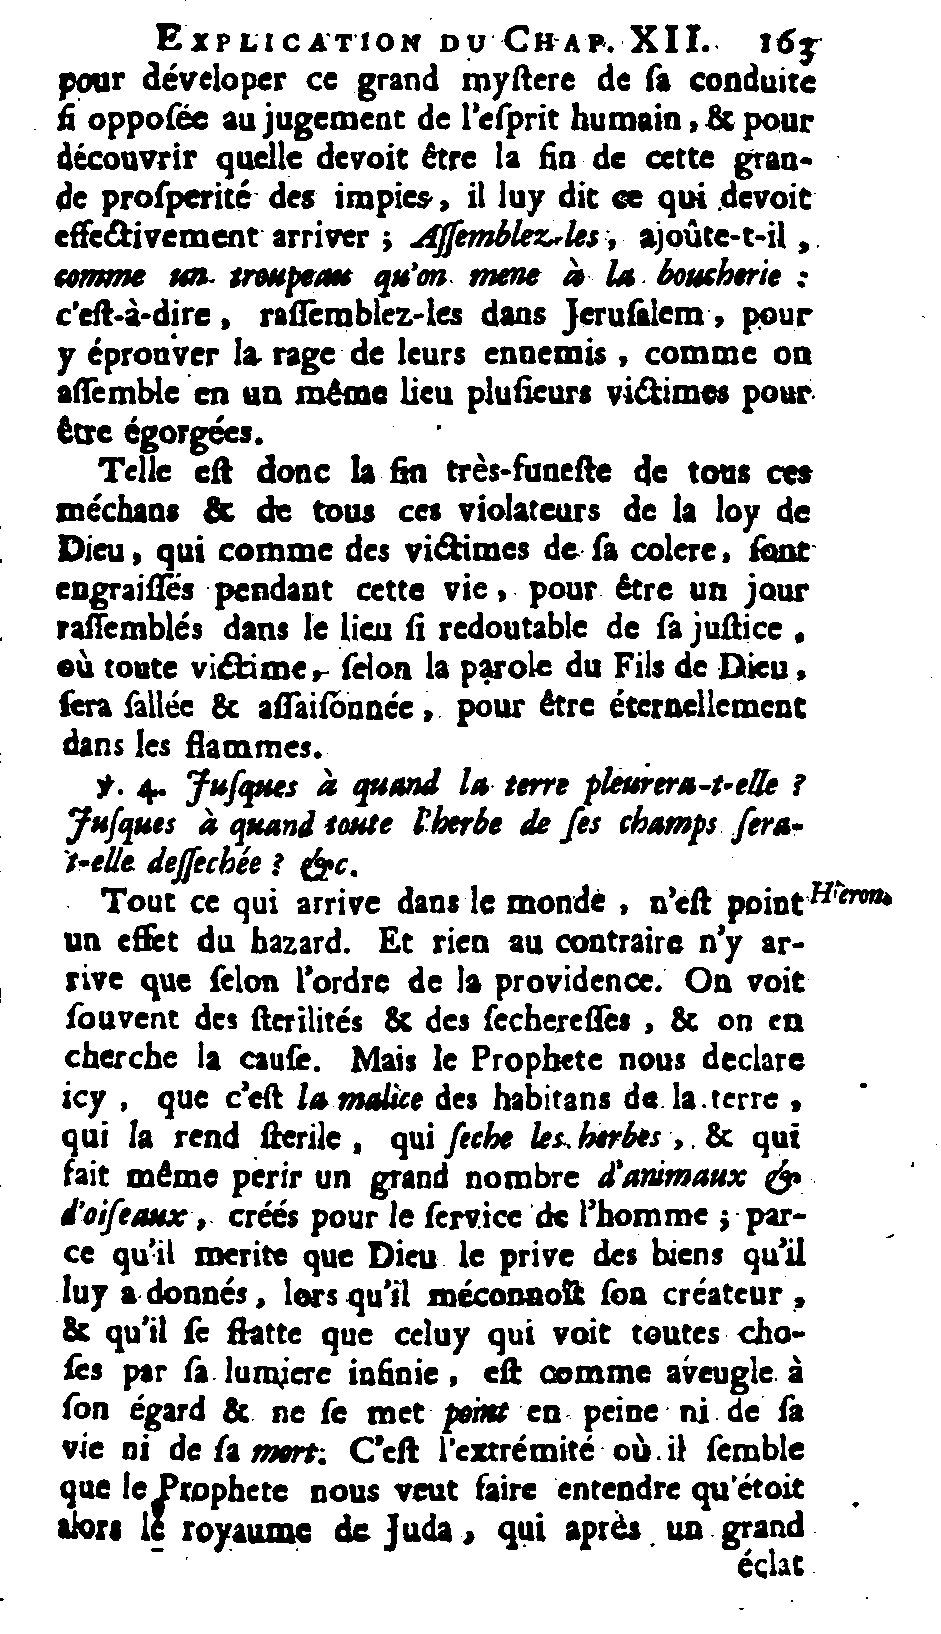 EXPLICATION DU CHAP. XII. 163
pour déveloper ce grand myſtere de ſa conduite
ſi oppoſée au jugement de l'eſprit humain, & pour
découvrir quelle devoit être la fin de cette gran-
de proſperité des impies, il luy dit ce qui devoit
effectivement arriver ; Aſſemblez-les, ajoûte-t-il,
comme un troupeau qu'on mene à la boucherie :
c'eſt-à-dire, raſſemblez-les dans Jeruſalem, pour
y éprouver la rage de leurs ennemis, comme on
aſſemble en un même lieu pluſieurs victimes pour
être égorgées.
Telle eſt donc la fin très-funeſte de tous ces
méchans & de tous ces violateurs de la loy de
Dieu, qui comme des victimes de ſa colere, ſont
engraiſſés pendant cette vie, pour être un jour
raſſemblés dans le lieu ſi redoutable de ſa juſtice,
où toute victime, ſelon la parole du Fils de Dieu,
ſera ſallée & aſſaiſonnée, pour être éternellement
dans les flammes.
℣. 4. Juſques à quand la terre pleurera-t-elle ?
Juſques à quand toute l'herbe de ſes champs ſera-
t-elle deſſechée ? &c.
Tout ce qui arrive dans le monde, n'eſt point Hieron.
un effet du hazard. Et rien au contraire n'y ar-
rive que ſelon l'ordre de la providence. On voit
ſouvent des ſterilités & des ſechereſſes, & on en
cherche la cauſe. Mais le Prophete nous declare
icy, que c'eſt la malice des habitans de la terre,
qui la rend ſterile, qui ſeche les herbes, & qui
fait même perir un grand nombre d'animaux &
d'oiſeaux, créés pour le ſervice de l'homme ; par-
ce qu'il merite que Dieu le prive des biens qu'il
luy a donnés, lors qu'il méconnoſt ſon créateur,
& qu'il ſe flatte que celuy qui voit toutes cho-
ſes par ſa lumiere infinie, eſt comme aveugle à
ſon égard & ne ſe met point en peine ni de ſa
vie ni de ſa mort. C'eſt l'extrémité où il ſemble
que le Prophete nous veut faire entendre qu'étoit
alors le royaume de Juda, qui après un grand
éclat